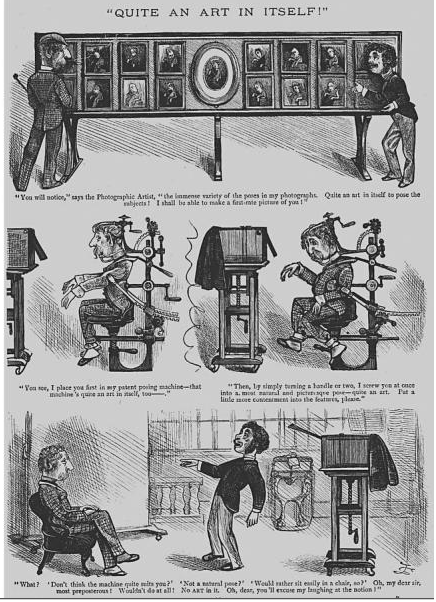 "QUITE AN ART IN ITSELF!"
"You will notice," says the Photographic Artist, "the immense variety of the poses in my photographs. Quite an art in itself to pose the
subjects! I shall be able to make a first-rate picture of you!"
"You see, I place you first in my patent posing machine—that
machine's quite an art in itself, too——."
"Then, by simply turning a handle or two, I screw you at once
into a most natural and picturesque pose—quite an art. Put a
little more contentment into the features, please."
"What? 'Don't think the machine quite suits you?' 'Not a natural pose?' 'Would rather sit easily in a chair, so?' Oh, my dear sir,
most preposterous! Wouldn't do at all! NO ART in it. Oh, dear, you'll excuse my laughing at the notion!"